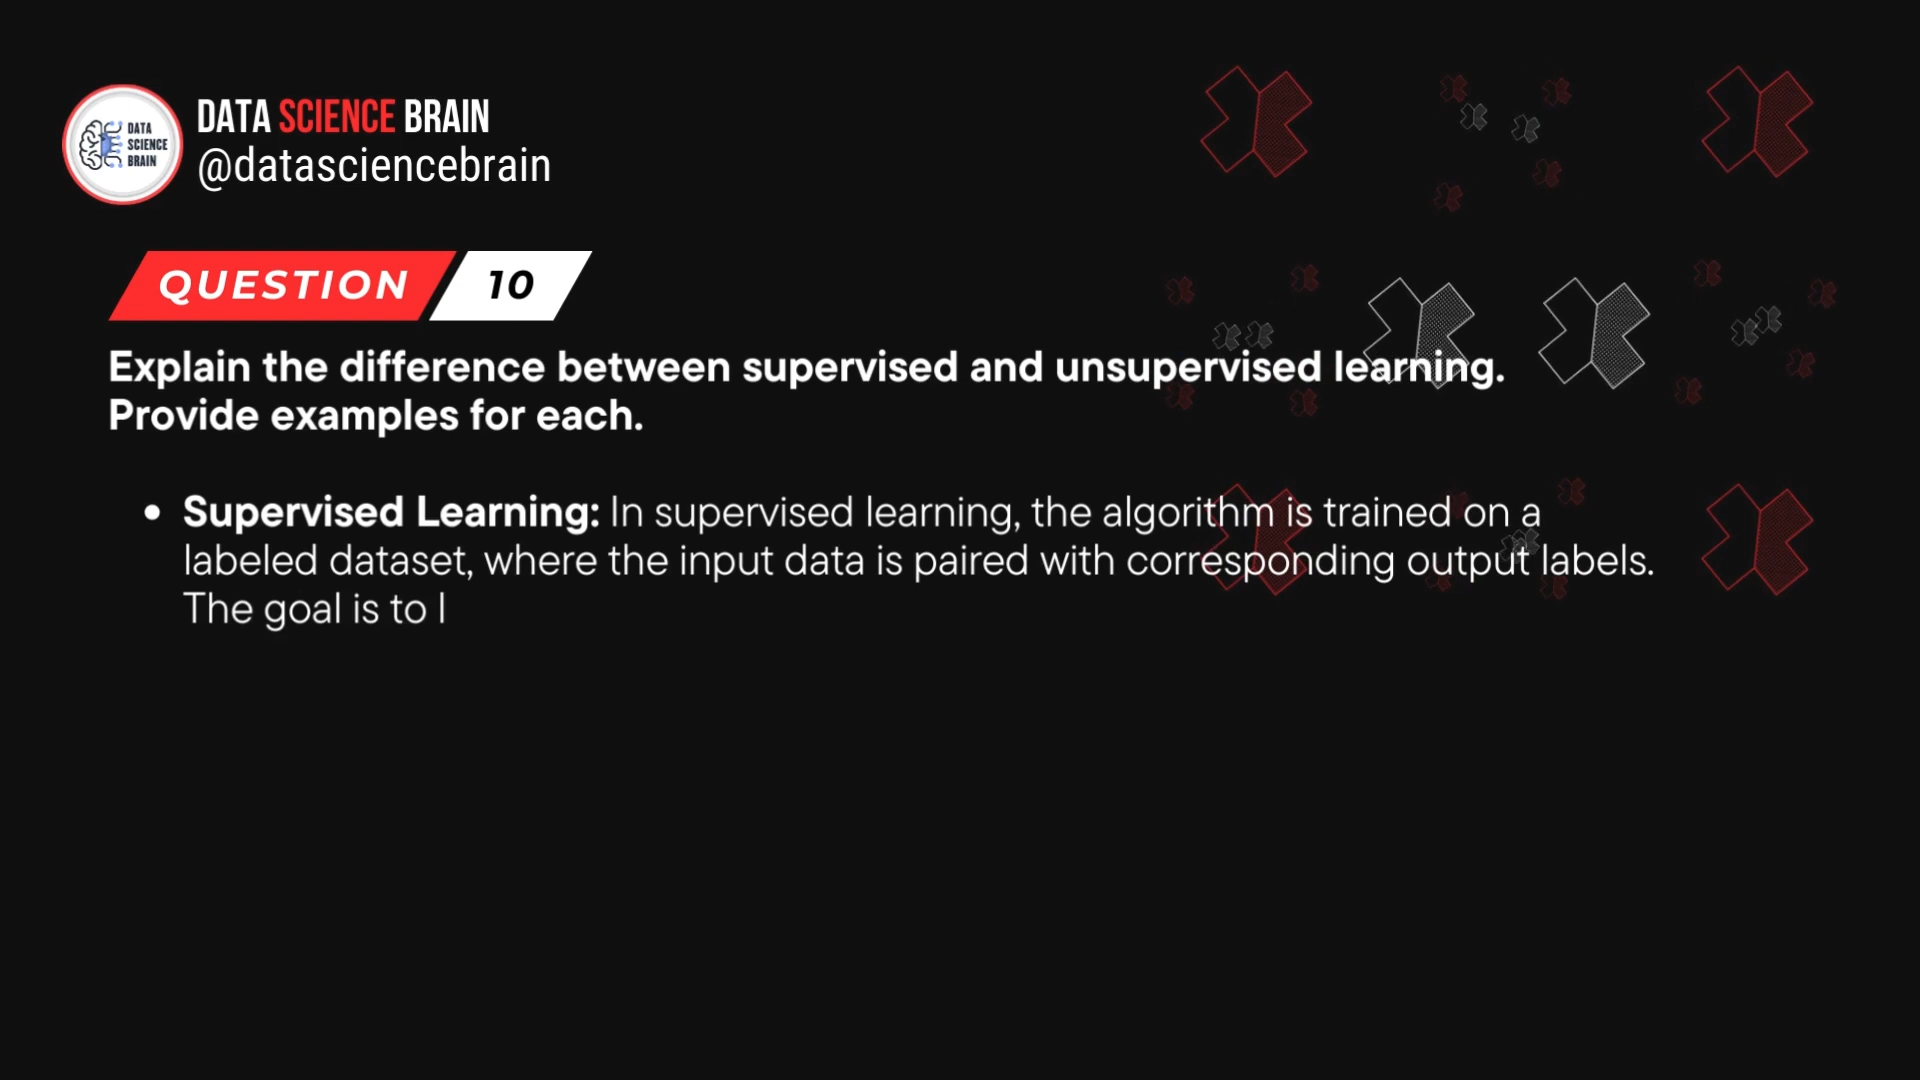 DATA
SCIENCE
BRAIN
DATA SCIENCE BRAIN
@datasciencebrain
QUESTION 10
Explain the difference between supervised and unsupervised learning.
Provide examples for each.
• Supervised Learning: In supervised learning, the algorithm is trained on a
labeled dataset, where the input data is paired with corresponding output labels.
The goal is to l